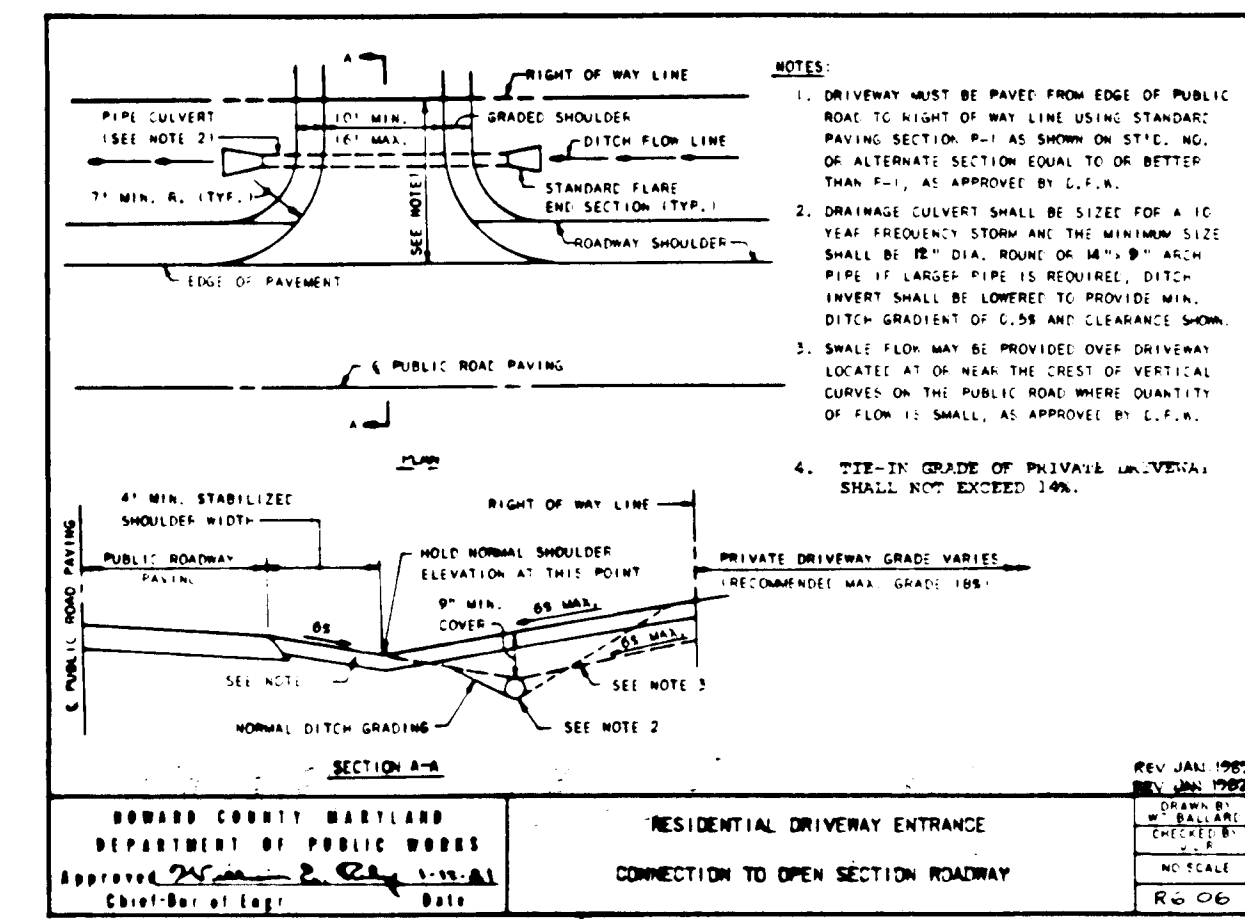 A
RIGHT OF WAY LINE
PIPE CULVERT
(SEE NOTE 2)
10' MIN.
16' MAX.
GRADED SHOULDER
DITCH FLOW LINE
7' MIN. R. (TYP.)
SEE NOTE 1
STANDARD FLARE
END SECTION (TYP.)
ROADWAY SHOULDER
EDGE OF PAVEMENT
℄ PUBLIC ROAD PAVING
A
PLAN
NOTES:
1. DRIVEWAY MUST BE PAVED FROM EDGE OF PUBLIC
ROAD TO RIGHT OF WAY LINE USING STANDARD
PAVING SECTION P-1 AS SHOWN ON ST'D. NO.
OR ALTERNATE SECTION EQUAL TO OR BETTER
THAN P-1, AS APPROVED BY D.P.W.
2. DRAINAGE CULVERT SHALL BE SIZED FOR A 10
YEAR FREQUENCY STORM AND THE MINIMUM SIZE
SHALL BE 12" DIA. ROUND OR 14"x 9" ARCH
PIPE IF LARGER PIPE IS REQUIRED, DITCH
INVERT SHALL BE LOWERED TO PROVIDE MIN.
DITCH GRADIENT OF 0.5% AND CLEARANCE SHOWN.
3. SWALE FLOW MAY BE PROVIDED OVER DRIVEWAY
LOCATED AT OR NEAR THE CREST OF VERTICAL
CURVES ON THE PUBLIC ROAD WHERE QUANTITY
OF FLOW IS SMALL, AS APPROVED BY D.P.W.
4. TIE-IN GRADE OF PRIVATE DRIVEWAY
SHALL NOT EXCEED 14%.
4' MIN. STABILIZED
SHOULDER WIDTH
RIGHT OF WAY LINE
℄ PUBLIC ROAD PAVING
PUBLIC ROADWAY
PAVING
HOLD NORMAL SHOULDER
ELEVATION AT THIS POINT
PRIVATE DRIVEWAY GRADE VARIES
(RECOMMENDED MAX. GRADE 18%)
9" MIN.
COVER
6% MAX.
6%
6% MAX.
SEE NOTE
SEE NOTE 3
NORMAL DITCH GRADING
SEE NOTE 2
SECTION A-A
REV JAN. 198
REV JAN 1982
HOWARD COUNTY MARYLAND
DEPARTMENT OF PUBLIC WORKS
Approved
Chief-Bur of Engr Date
RESIDENTIAL DRIVEWAY ENTRANCE
CONNECTION TO OPEN SECTION ROADWAY
DRAWN BY
BALLARD
CHECKED BY
NO SCALE
R6 06